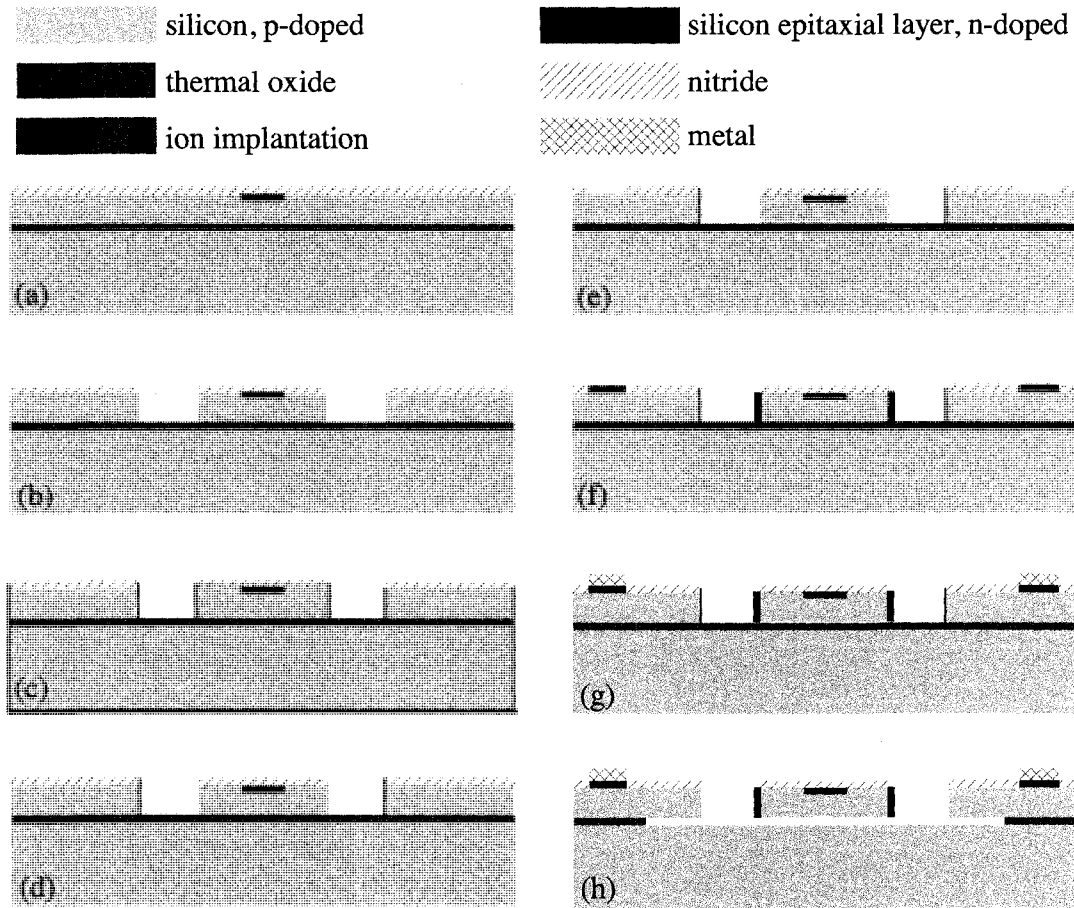 silicon, p-doped
silicon epitaxial layer, n-doped
thermal oxide
nitride
ion implantation
metal
(a)
(e)
(b)
(f)
(c)
(g)
(d)
(h)